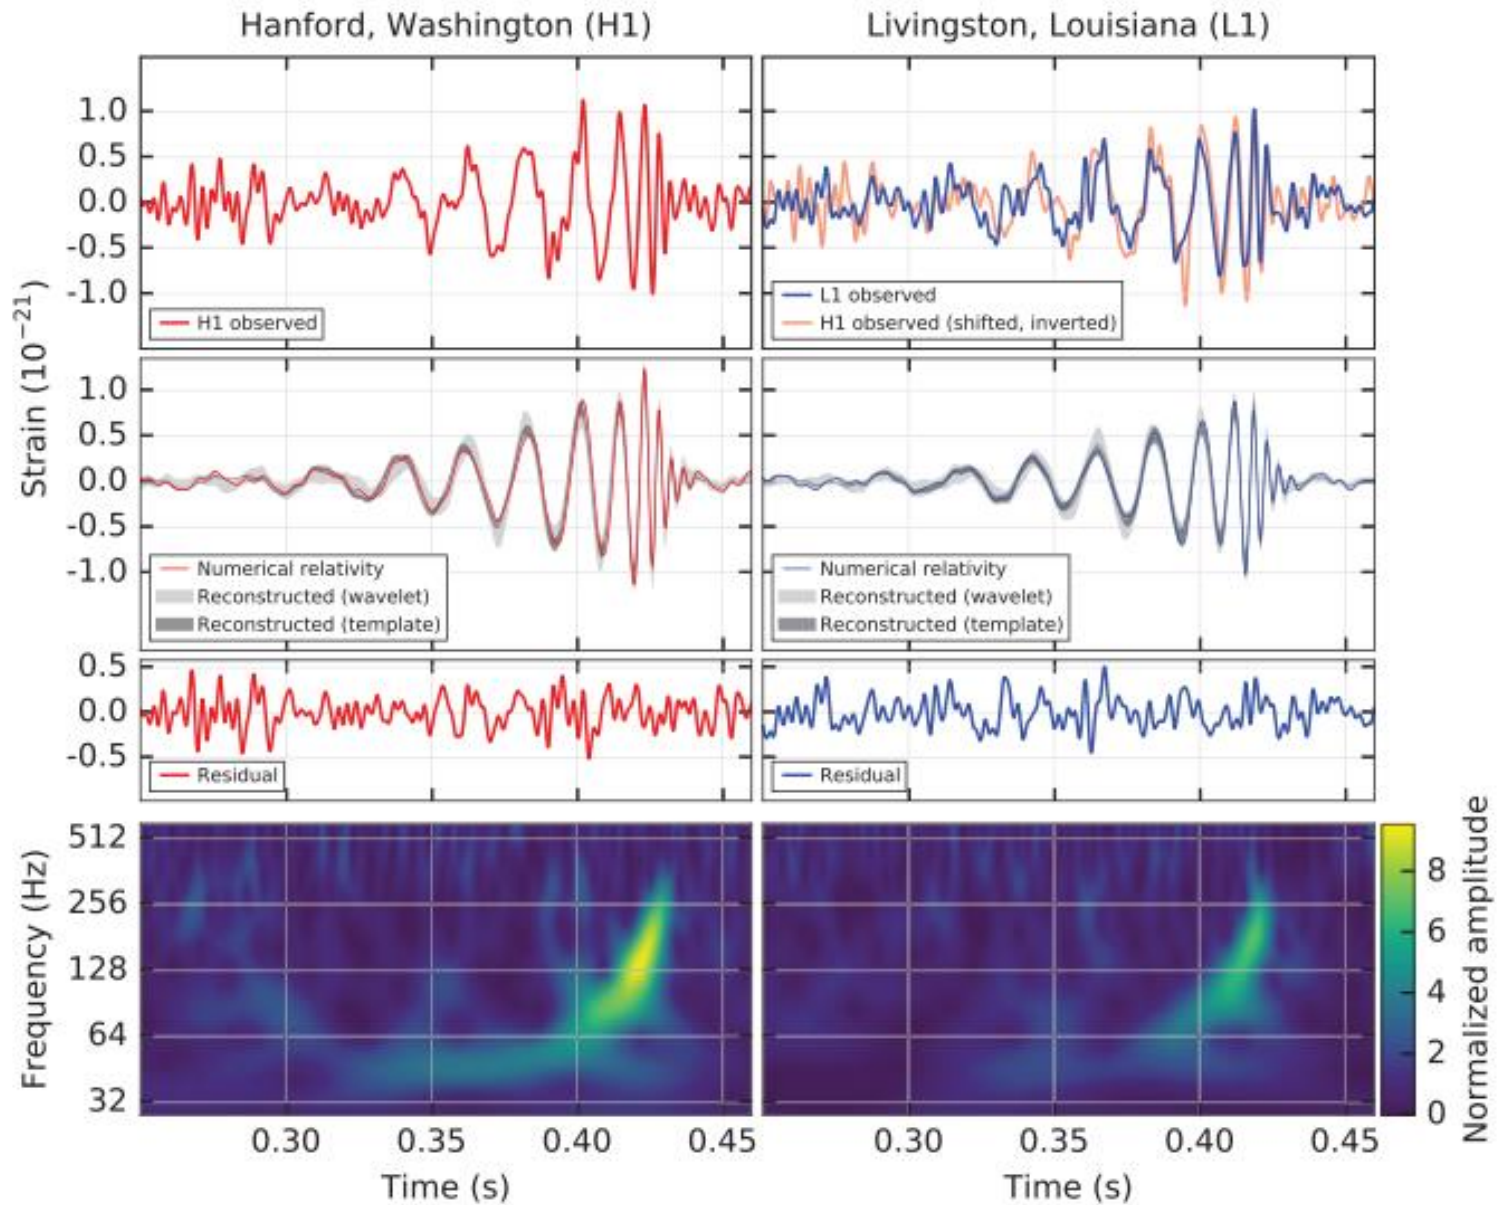 Hanford, Washington (H1)
Livingston, Louisiana (L1)
Strain (10⁻²¹)
1.0
0.5
0.0
-0.5
-1.0
H1 observed
L1 observed
H1 observed (shifted, inverted)
1.0
0.5
0.0
-0.5
-1.0
Numerical relativity
Reconstructed (wavelet)
Reconstructed (template)
Numerical relativity
Reconstructed (wavelet)
Reconstructed (template)
0.5
0.0
-0.5
Residual
Residual
Frequency (Hz)
512
256
128
64
32
8
6
4
2
0
Normalized amplitude
0.30 0.35 0.40 0.45
0.30 0.35 0.40 0.45
Time (s)
Time (s)